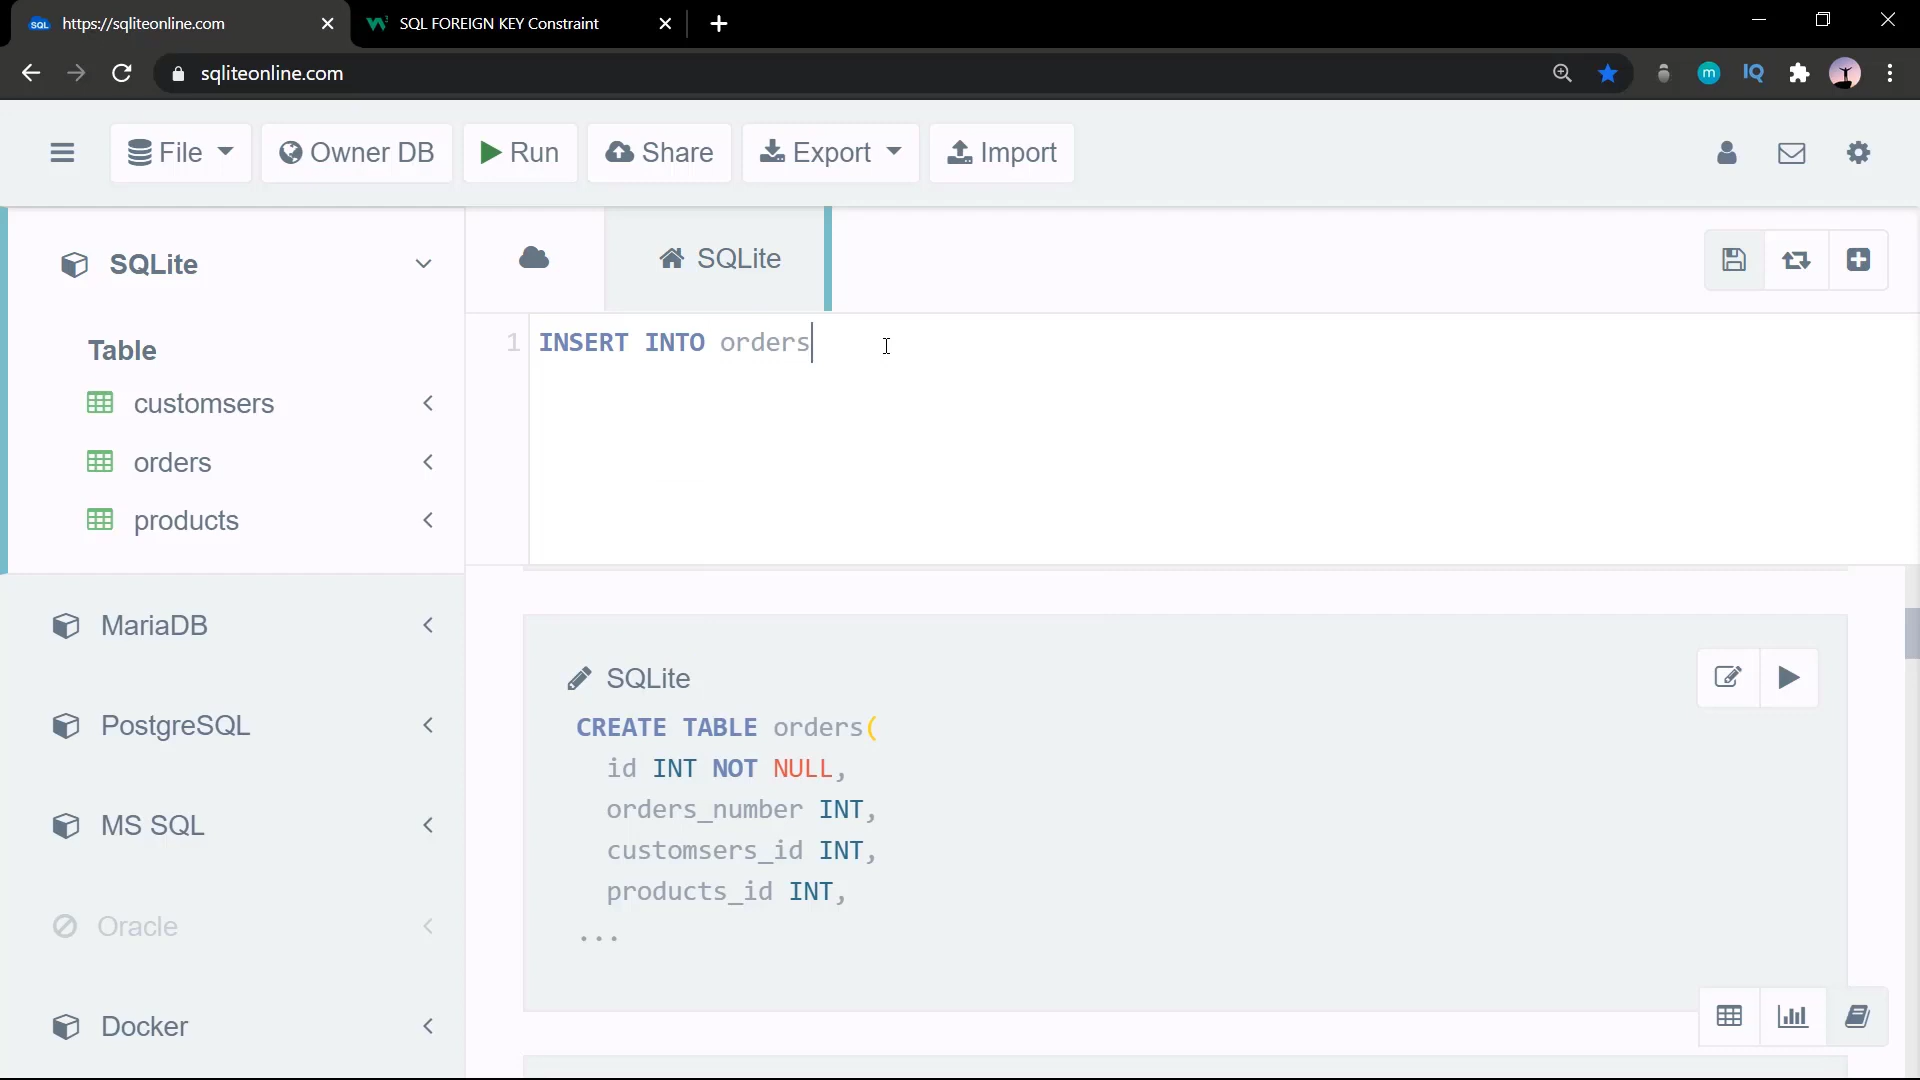 https://sqliteonline.com
SQL FOREIGN KEY Constraint
sqliteonline.com
File
Owner DB
Run
Share
Export
Import
SQLite
Table
customsers
orders
products
MariaDB
PostgreSQL
MS SQL
Oracle
Docker
SQLite
1 INSERT INTO orders
SQLite
CREATE TABLE orders(
id INT NOT NULL,
orders_number INT,
customsers_id INT,
products_id INT,
...